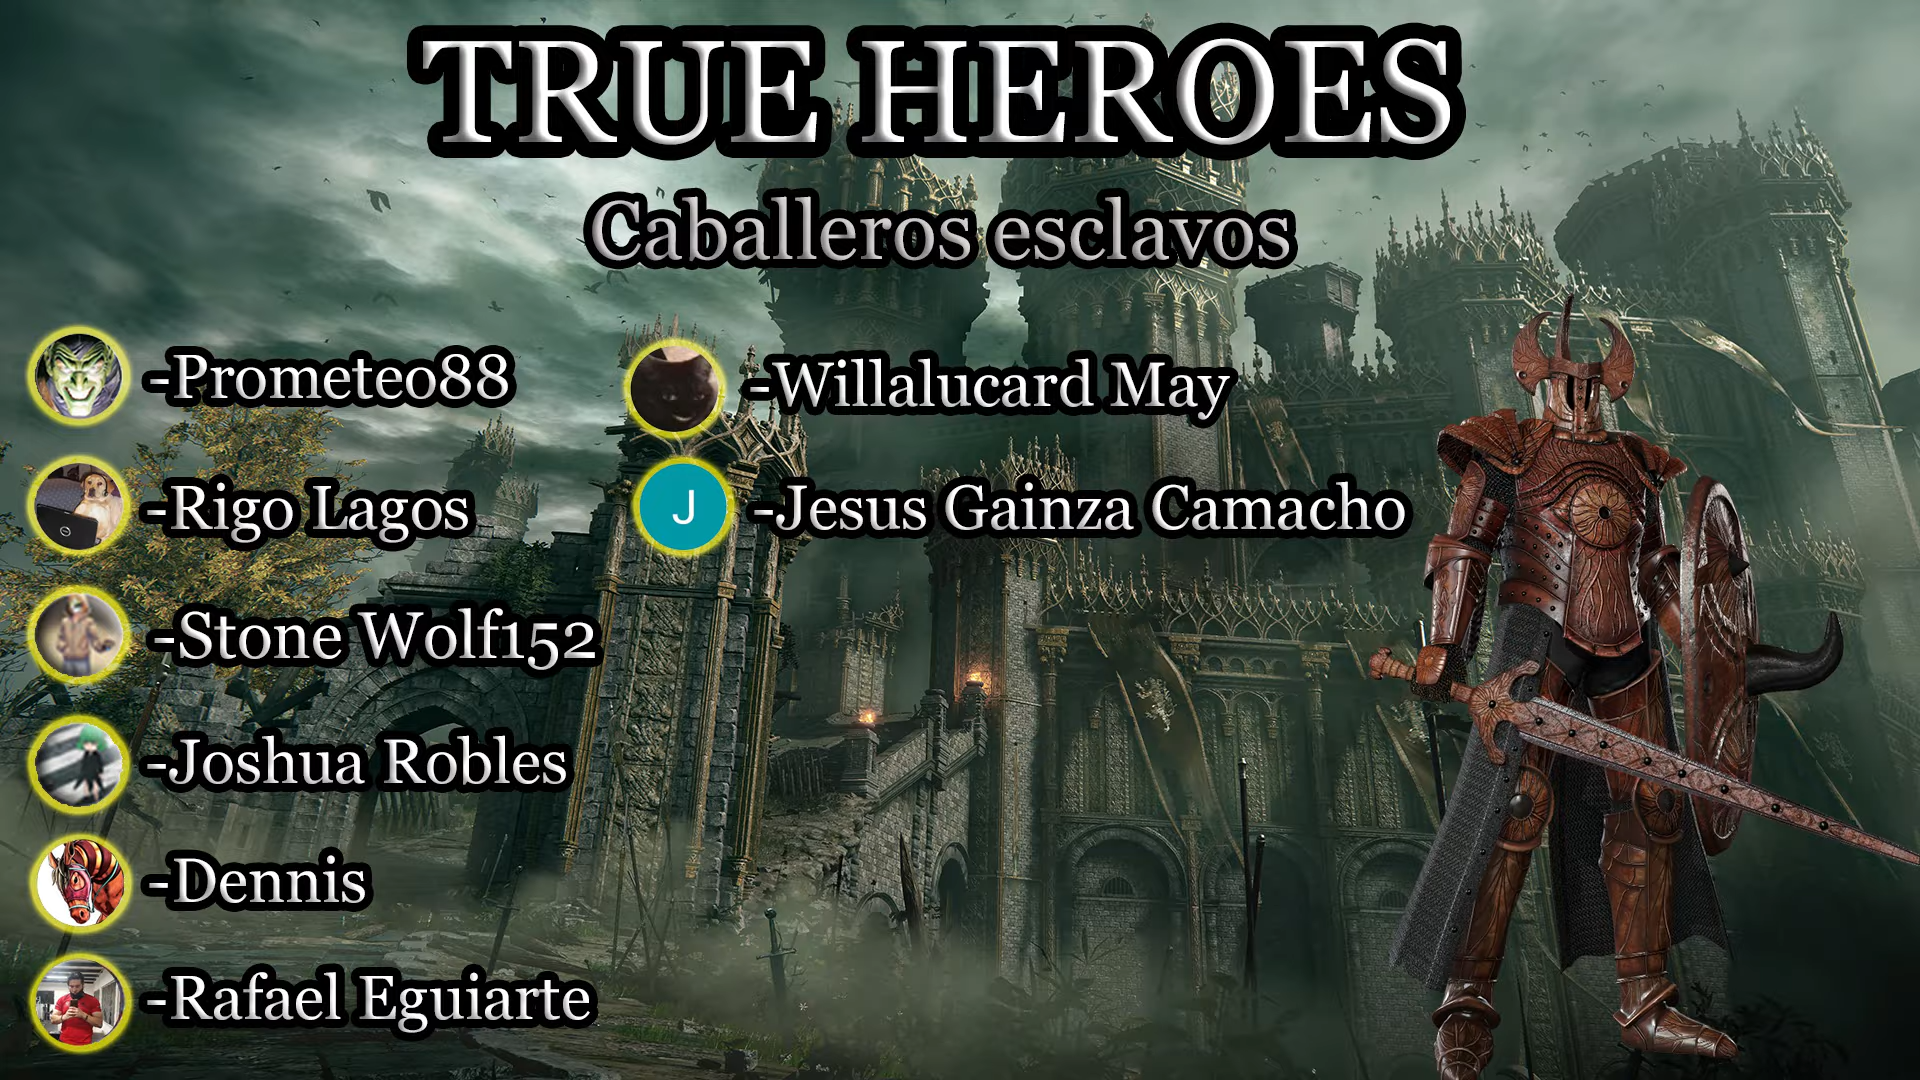 TRUE HEROES
Caballeros esclavos
-Prometeo88
-Rigo Lagos
-Stone Wolf152
-Joshua Robles
-Dennis
-Rafael Eguiarte
-Willalucard May
J
-Jesus Gainza Camacho